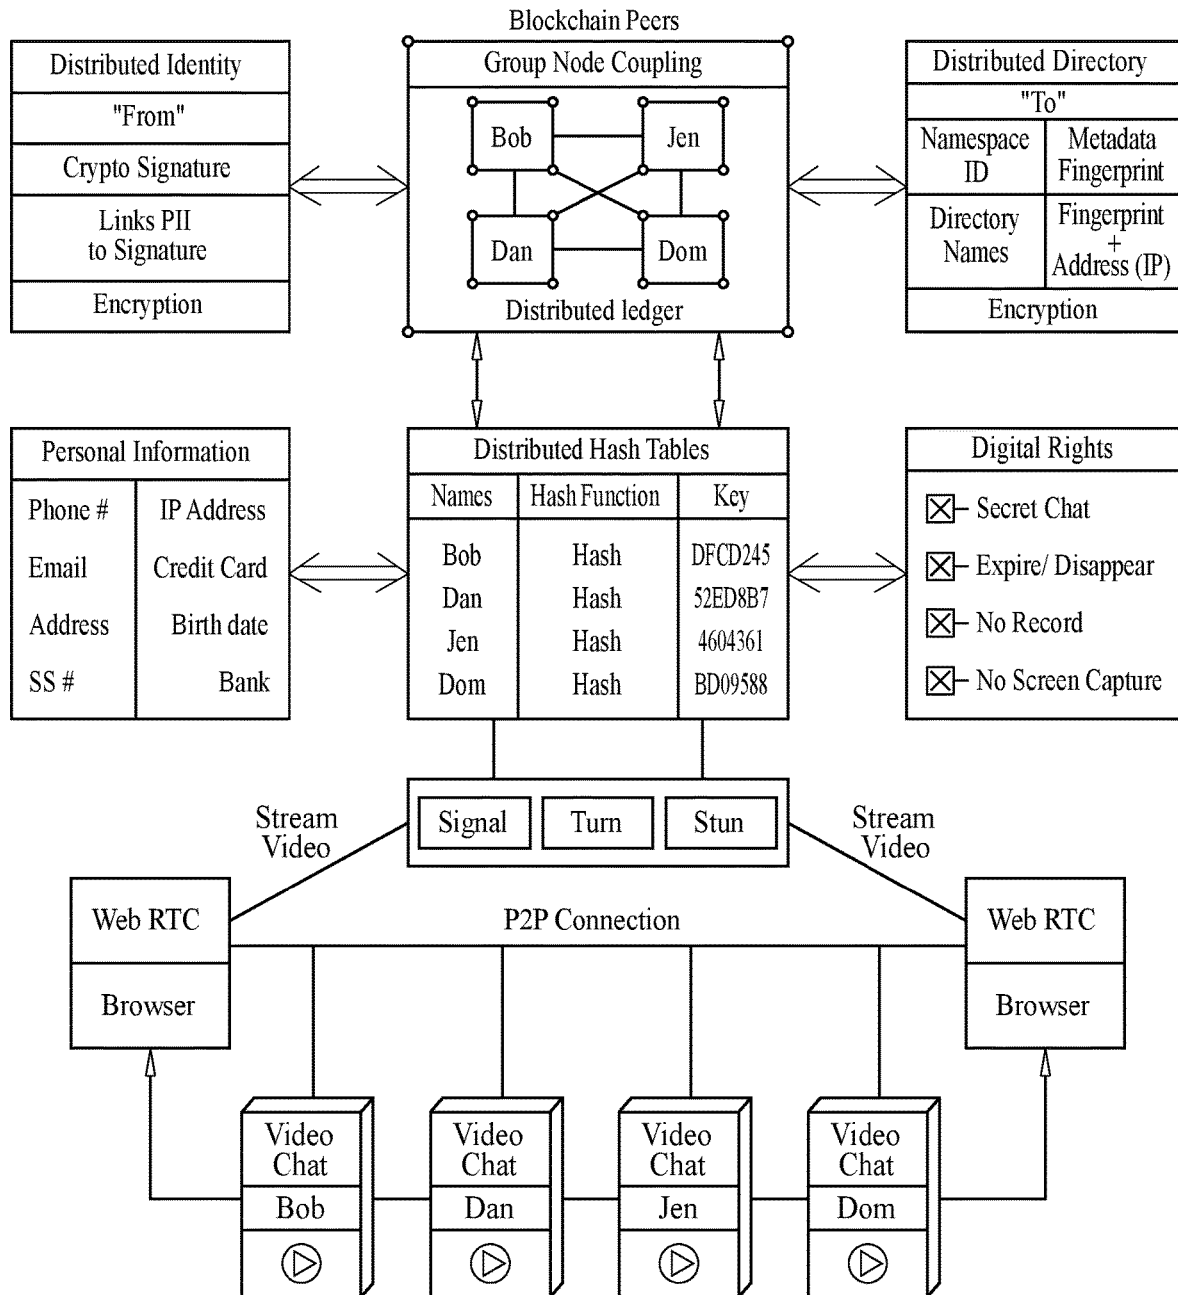 Blockchain Peers
Distributed Identity
"From"
Crypto Signature
Links PII
to Signature
Encryption
Group Node Coupling
Bob
Jen
Dan
Dom
Distributed ledger
Distributed Directory
"To"
Namespace
ID
Metadata
Fingerprint
Directory
Names
Fingerprint
+
Address (IP)
Encryption
Personal Information
Phone #
IP Address
Email
Credit Card
Address
Birth date
SS #
Bank
Distributed Hash Tables
Names
Hash Function
Key
Bob
Hash
DFCD245
Dan
Hash
52ED8B7
Jen
Hash
4604361
Dom
Hash
BD09588
Digital Rights
Secret Chat
Expire/ Disappear
No Record
No Screen Capture
Signal
Turn
Stun
Stream
Video
Stream
Video
Web RTC
Browser
P2P Connection
Web RTC
Browser
Video
Chat
Bob
Video
Chat
Dan
Video
Chat
Jen
Video
Chat
Dom